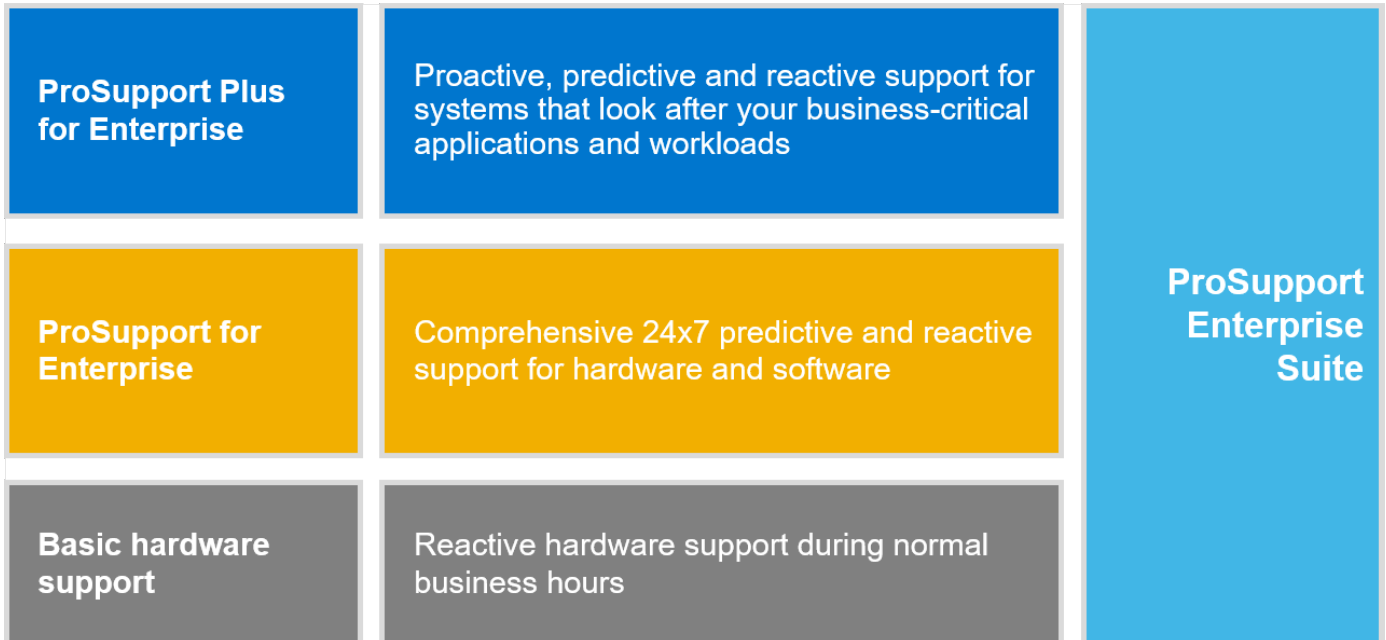 ProSupport Plus
for Enterprise
Proactive, predictive and reactive support for
systems that look after your business-critical
applications and workloads
ProSupport for
Enterprise
Comprehensive 24x7 predictive and reactive
support for hardware and software
Basic hardware
support
Reactive hardware support during normal
business hours
ProSupport
Enterprise
Suite